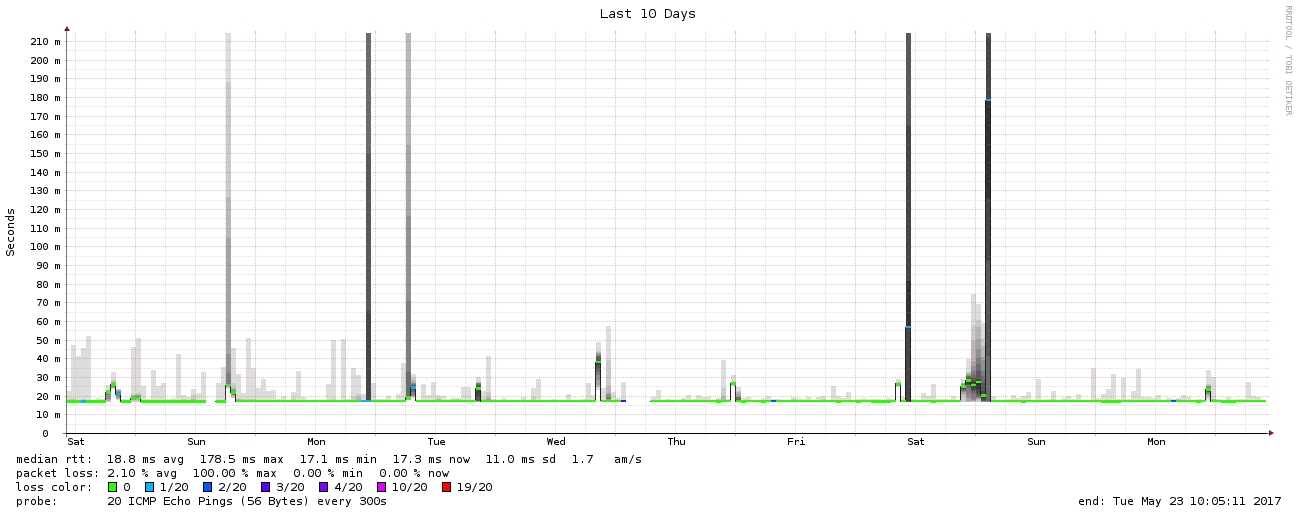 Last 10 Days
RRDTOOL / TOBI OETIKER
Seconds
210 m
200 m
190 m
180 m
170 m
160 m
150 m
140 m
130 m
120 m
110 m
100 m
90 m
80 m
70 m
60 m
50 m
40 m
30 m
20 m
10 m
0
Sat Sun Mon Tue Wed Thu Fri Sat Sun Mon
median rtt: 18.8 ms avg 178.5 ms max 17.1 ms min 17.3 ms now 11.0 ms sd 1.7 am/s
packet loss: 2.10 % avg 100.00 % max 0.00 % min 0.00 % now
loss color: 0 1/20 2/20 3/20 4/20 10/20 19/20
probe: 20 ICMP Echo Pings (56 Bytes) every 300s end: Tue May 23 10:05:11 2017